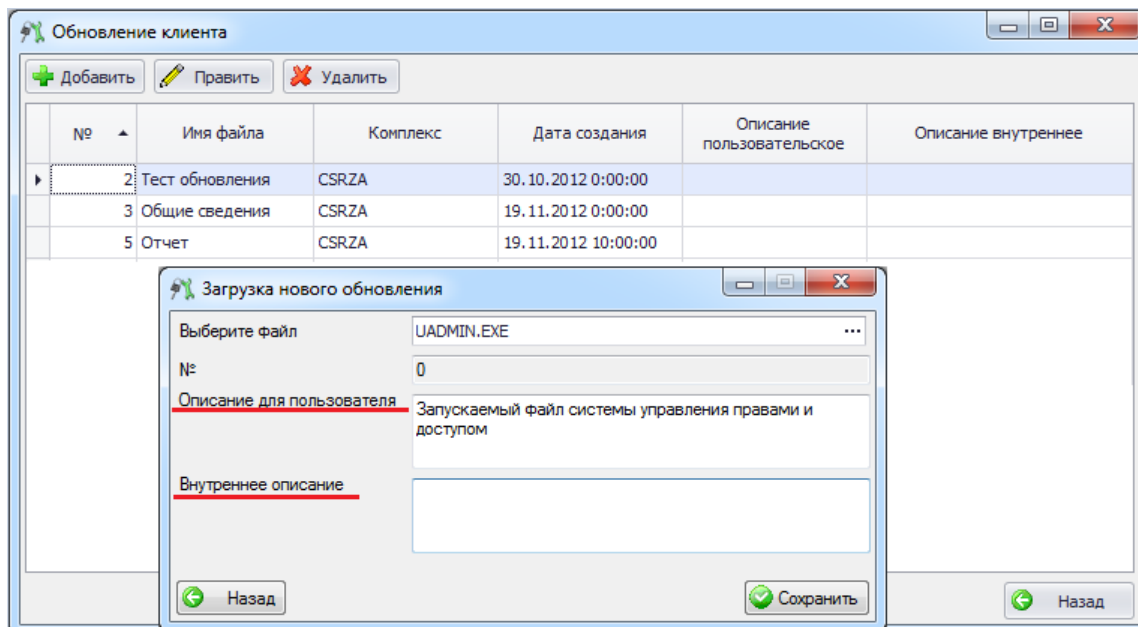 Обновление клиента
Добавить Править Удалить
№ Имя файла Комплекс Дата создания Описание пользовательское Описание внутреннее
2 Тест обновления CSRZA 30.10.2012 0:00:00
3 Общие сведения CSRZA 19.11.2012 0:00:00
5 Отчет CSRZA 19.11.2012 10:00:00
Загрузка нового обновления
Выберите файл UADMIN.EXE ...
№ 0
Описание для пользователя Запускаемый файл системы управления правами и
доступом
Внутреннее описание
Назад Сохранить Назад